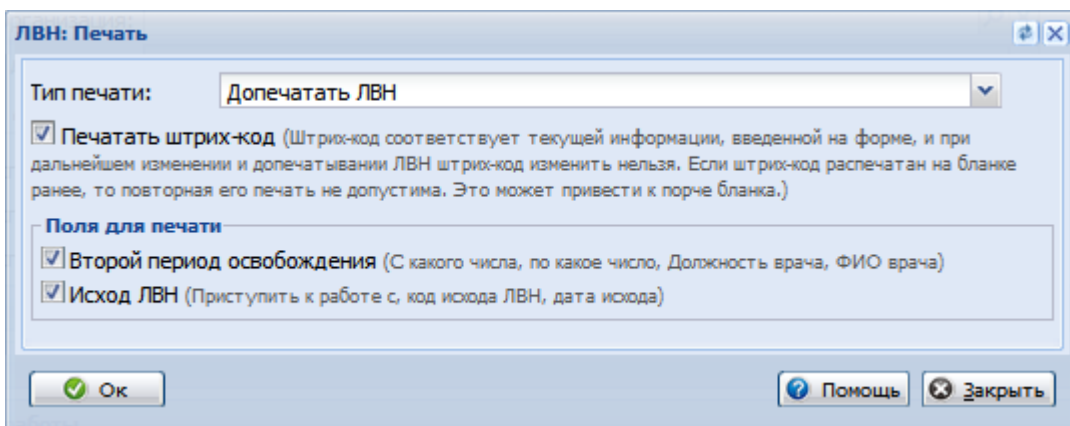 ЛВН: Печать
Тип печати: Допечатать ЛВН
Печатать штрих-код (Штрих-код соответствует текущей информации, введенной на форме, и при
дальнейшем изменении и допечатывании ЛВН штрих-код изменить нельзя. Если штрих-код распечатан на бланке
ранее, то повторная его печать не допустима. Это может привести к порче бланка.)
Поля для печати
Второй период освобождения (С какого числа, по какое число, Должность врача, ФИО врача)
Исход ЛВН (Приступить к работе с, код исхода ЛВН, дата исхода)
Ок Помощь Закрыть